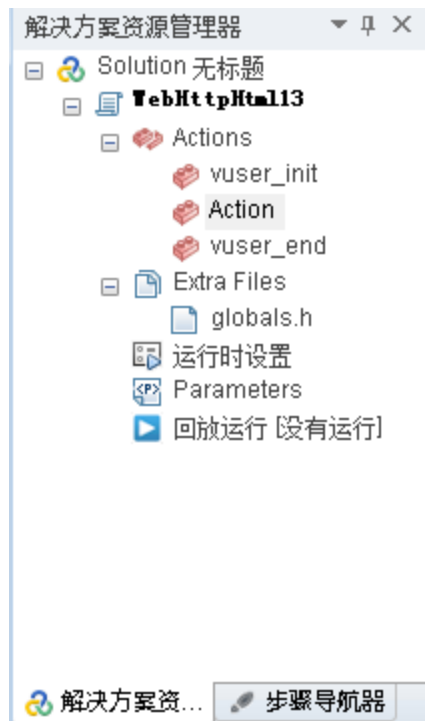 解决方案资源管理器
Solution 无标题
WebHttpHtml13
Actions
vuser_init
Action
vuser_end
Extra Files
globals.h
运行时设置
Parameters
回放运行 [没有运行]
解决方案资... 步骤导航器